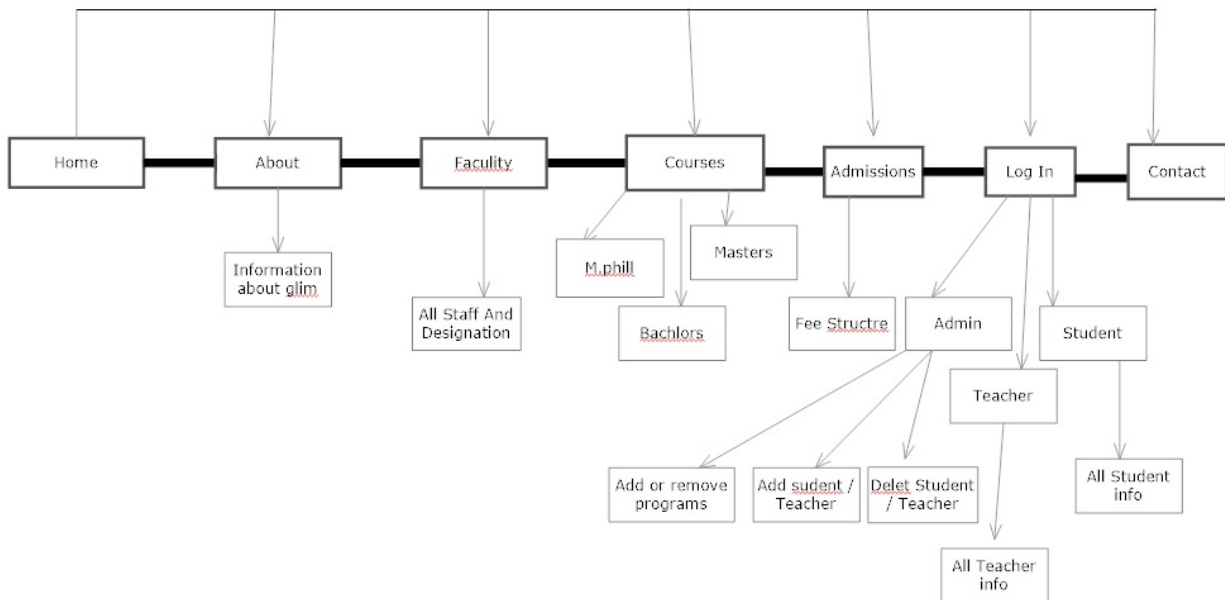 Home
About
Faculity
Courses
Admissions
Log In
Contact
Information
about glim
All Staff And
Designation
M.phill
Masters
Bachlors
Fee Structre
Admin
Student
Teacher
Add or remove
programs
Add sudent /
Teacher
Delet Student
/ Teacher
All Student
info
All Teacher
info